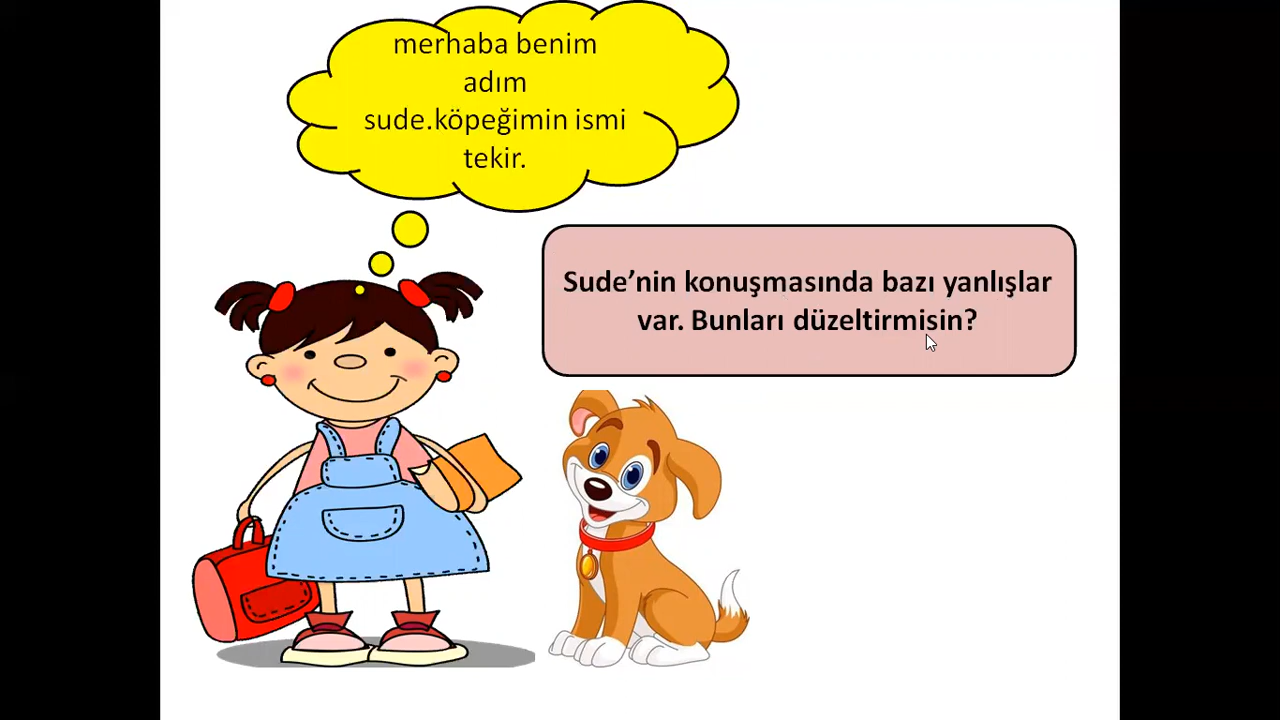 merhaba benim
adım
sude.köpeğimin ismi
tekir.
Sude’nin konuşmasında bazı yanlışlar
var. Bunları düzeltirmisin?